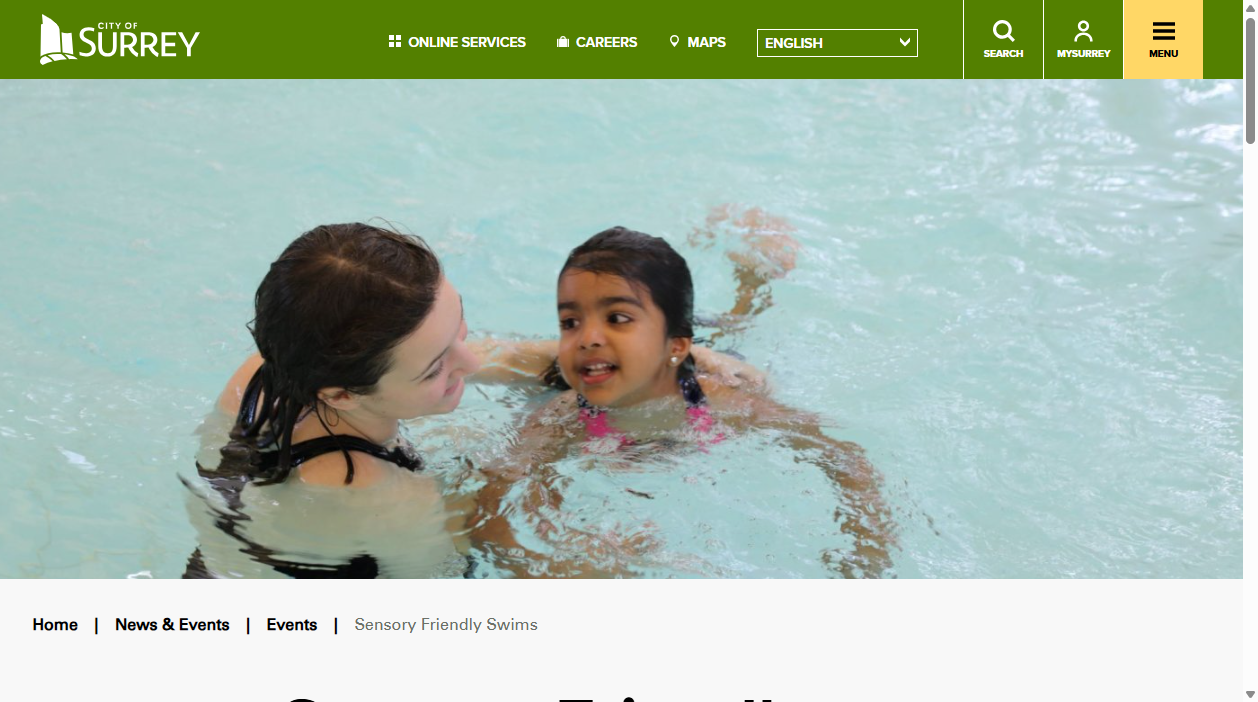 CITY OF
SURREY
ONLINE SERVICES
CAREERS
MAPS
ENGLISH
SEARCH
MYSURREY
MENU
Home | News & Events | Events | Sensory Friendly Swims